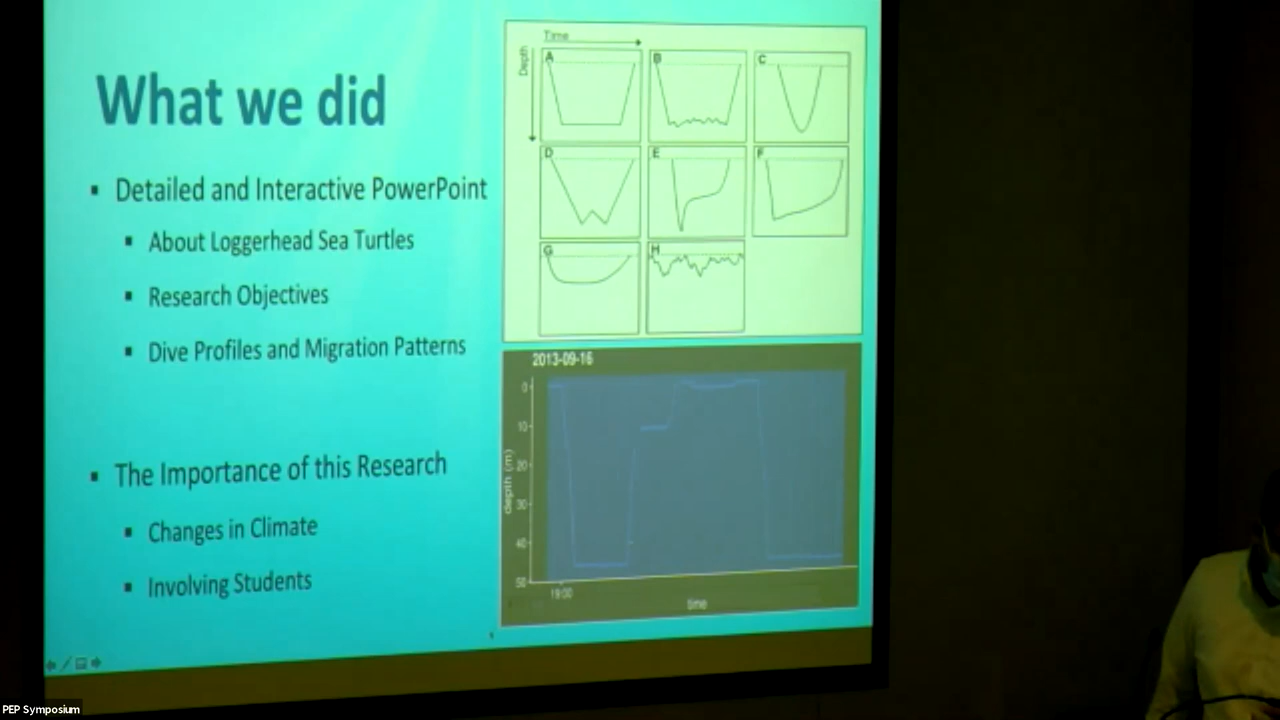 What we did
▪ Detailed and Interactive PowerPoint
▪ About Loggerhead Sea Turtles
▪ Research Objectives
▪ Dive Profiles and Migration Patterns
▪ The Importance of this Research
▪ Changes in Climate
▪ Involving Students
Time
Depth
A B C
D E F
G H
2013-09-16
depth (m)
0
10
20
30
40
50
19:00
time
PEP Symposium